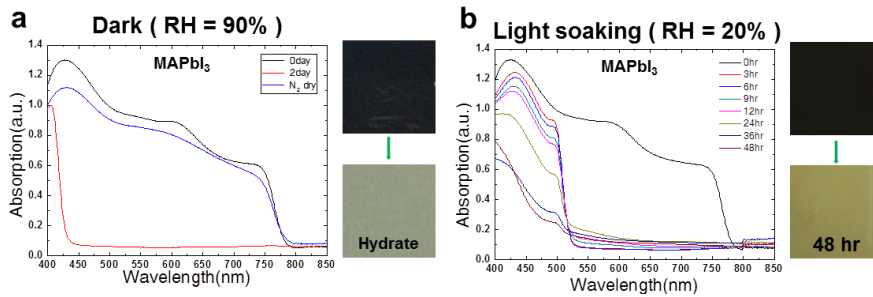 a
Dark ( RH = 90% )
MAPbI3
0day
2day
N2 dry
1.4
1.2
1.0
0.8
0.6
0.4
0.2
0.0
Absorption(a.u.)
400 450 500 550 600 650 700 750 800 850
Wavelength(nm)
Hydrate
b
Light soaking ( RH = 20% )
MAPbI3
0hr
3hr
6hr
9hr
12hr
24hr
36hr
48hr
1.4
1.2
1.0
0.8
0.6
0.4
0.2
0.0
Absorption(a.u.)
400 450 500 550 600 650 700 750 800 850
Wavelength(nm)
48 hr